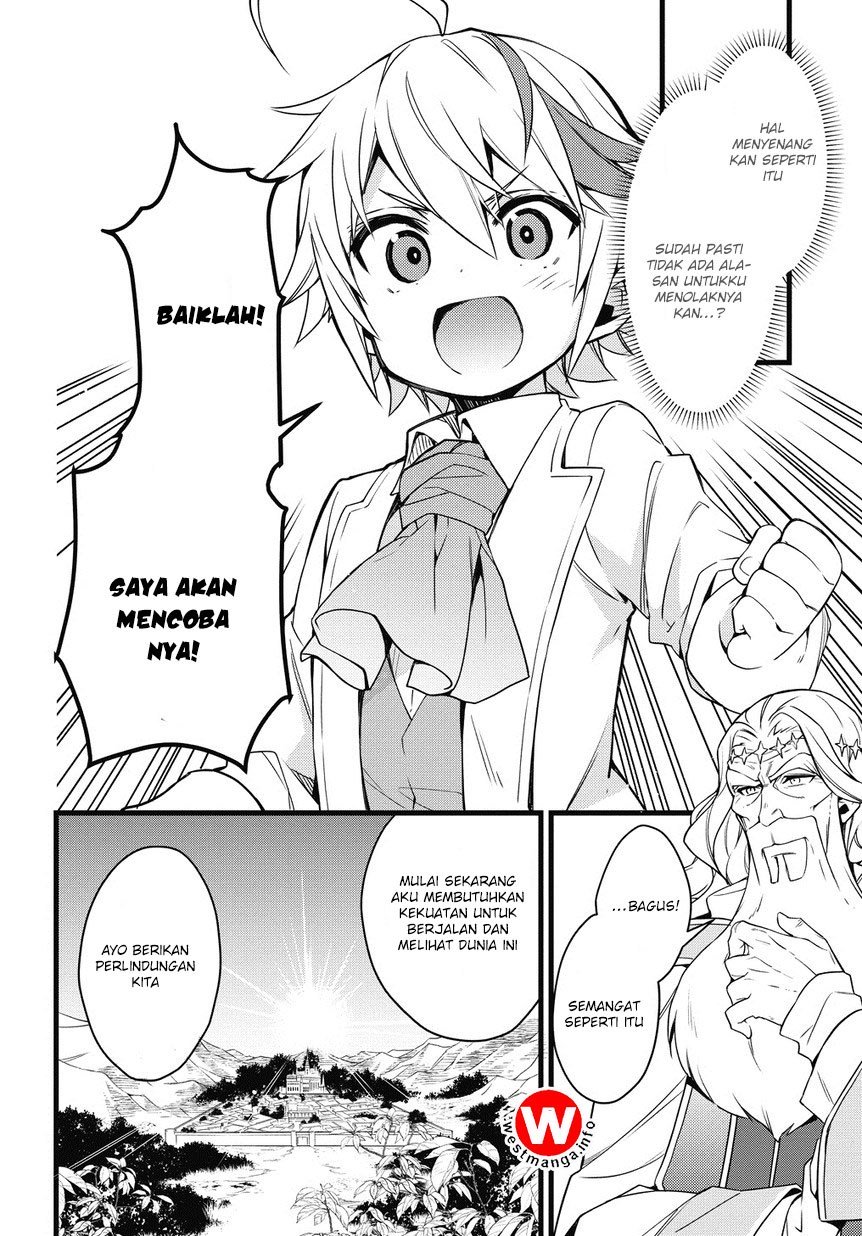 HAL
MENYENANG
KAN SEPERTI
ITU
SUDAH PASTI
TIDAK ADA ALA-
SAN UNTUKKU
MENOLAKNYA
KAN...?
BAIKLAH!
SAYA AKAN
MENCOBA
NYA!
...BAGUS!
SEMANGAT
SEPERTI ITU
MULAI SEKARANG
AKU MEMBUTUHKAN
KEKUATAN UNTUK
BERJALAN DAN
MELIHAT DUNIA INI
AYO BERIKAN
PERLINDUNGAN
KITA
W
westmanga.info